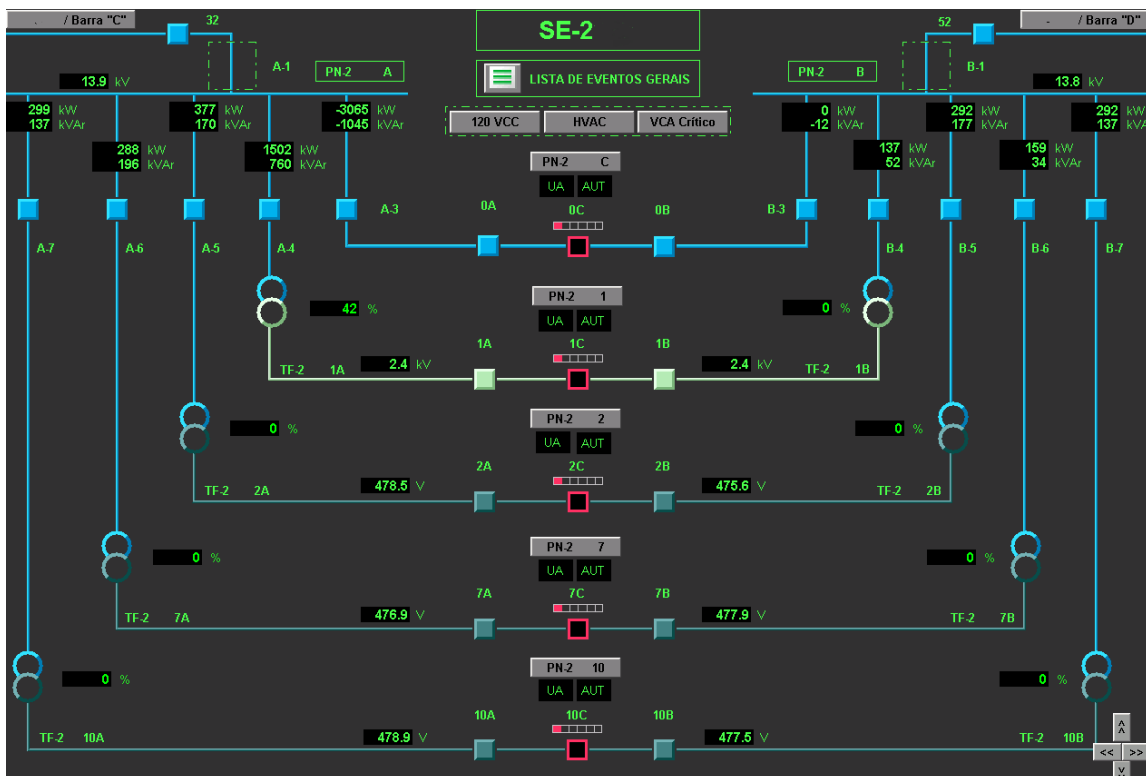 . / Barra "C"
32
SE-2
52
- / Barra "D"
A-1
PN-2 A
LISTA DE EVENTOS GERAIS
PN-2 B
B-1
13.9 kV
13.8 kV
120 VCC
HVAC
VCA Crítico
299 kW
137 kVAr
377 kW
170 kVAr
-3065 kW
-1045 kVAr
0 kW
-12 kVAr
292 kW
177 kVAr
292 kW
137 kVAr
288 kW
196 kVAr
1502 kW
760 kVAr
137 kW
52 kVAr
159 kW
34 kVAr
PN-2 C
UA AUT
A-3
0A
0C
0B
B-3
A-7
A-6
A-5
A-4
B-4
B-5
B-6
B-7
PN-2 1
42 %
UA AUT
0 %
1A
1C
1B
TF-2 1A
2.4 kV
2.4 kV
TF-2 1B
PN-2 2
0 %
UA AUT
0 %
2A
2C
2B
TF-2 2A
478.5 V
475.6 V
TF-2 2B
PN-2 7
0 %
UA AUT
0 %
7A
7C
7B
TF-2 7A
476.9 V
477.9 V
TF-2 7B
PN-2 10
0 %
UA AUT
0 %
10A
10C
10B
TF-2 10A
478.9 V
477.5 V
TF-2 10B
^^
<< >>